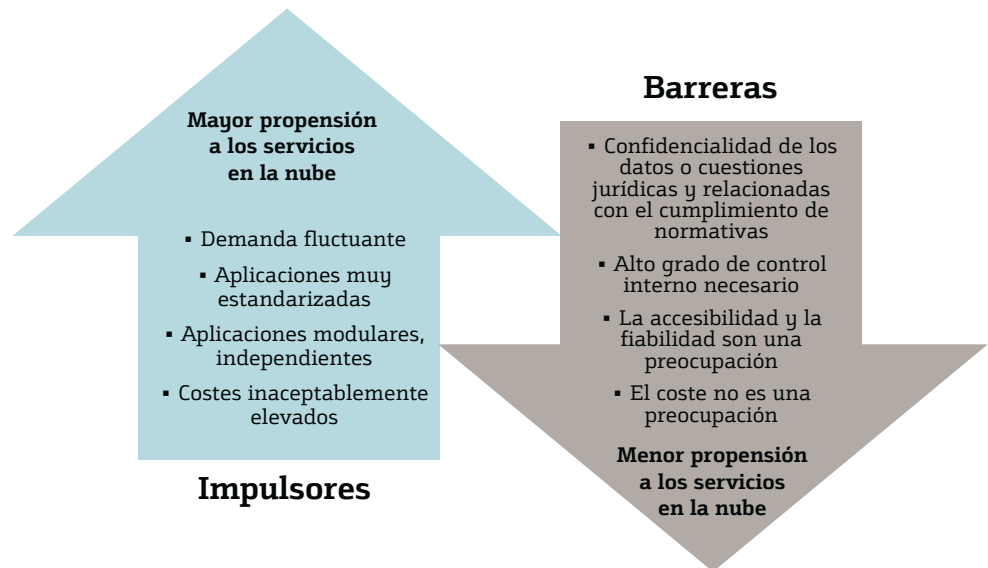 Mayor propensión
a los servicios
en la nube
▪ Demanda fluctuante
▪ Aplicaciones muy
estandarizadas
▪ Aplicaciones modulares,
independientes
▪ Costes inaceptablemente
elevados
Impulsores
Barreras
▪ Confidencialidad de los
datos o cuestiones
jurídicas y relacionadas
con el cumplimiento de
normativas
▪ Alto grado de control
interno necesario
▪ La accesibilidad y la
fiabilidad son una
preocupación
▪ El coste no es una
preocupación
Menor propensión
a los servicios
en la nube